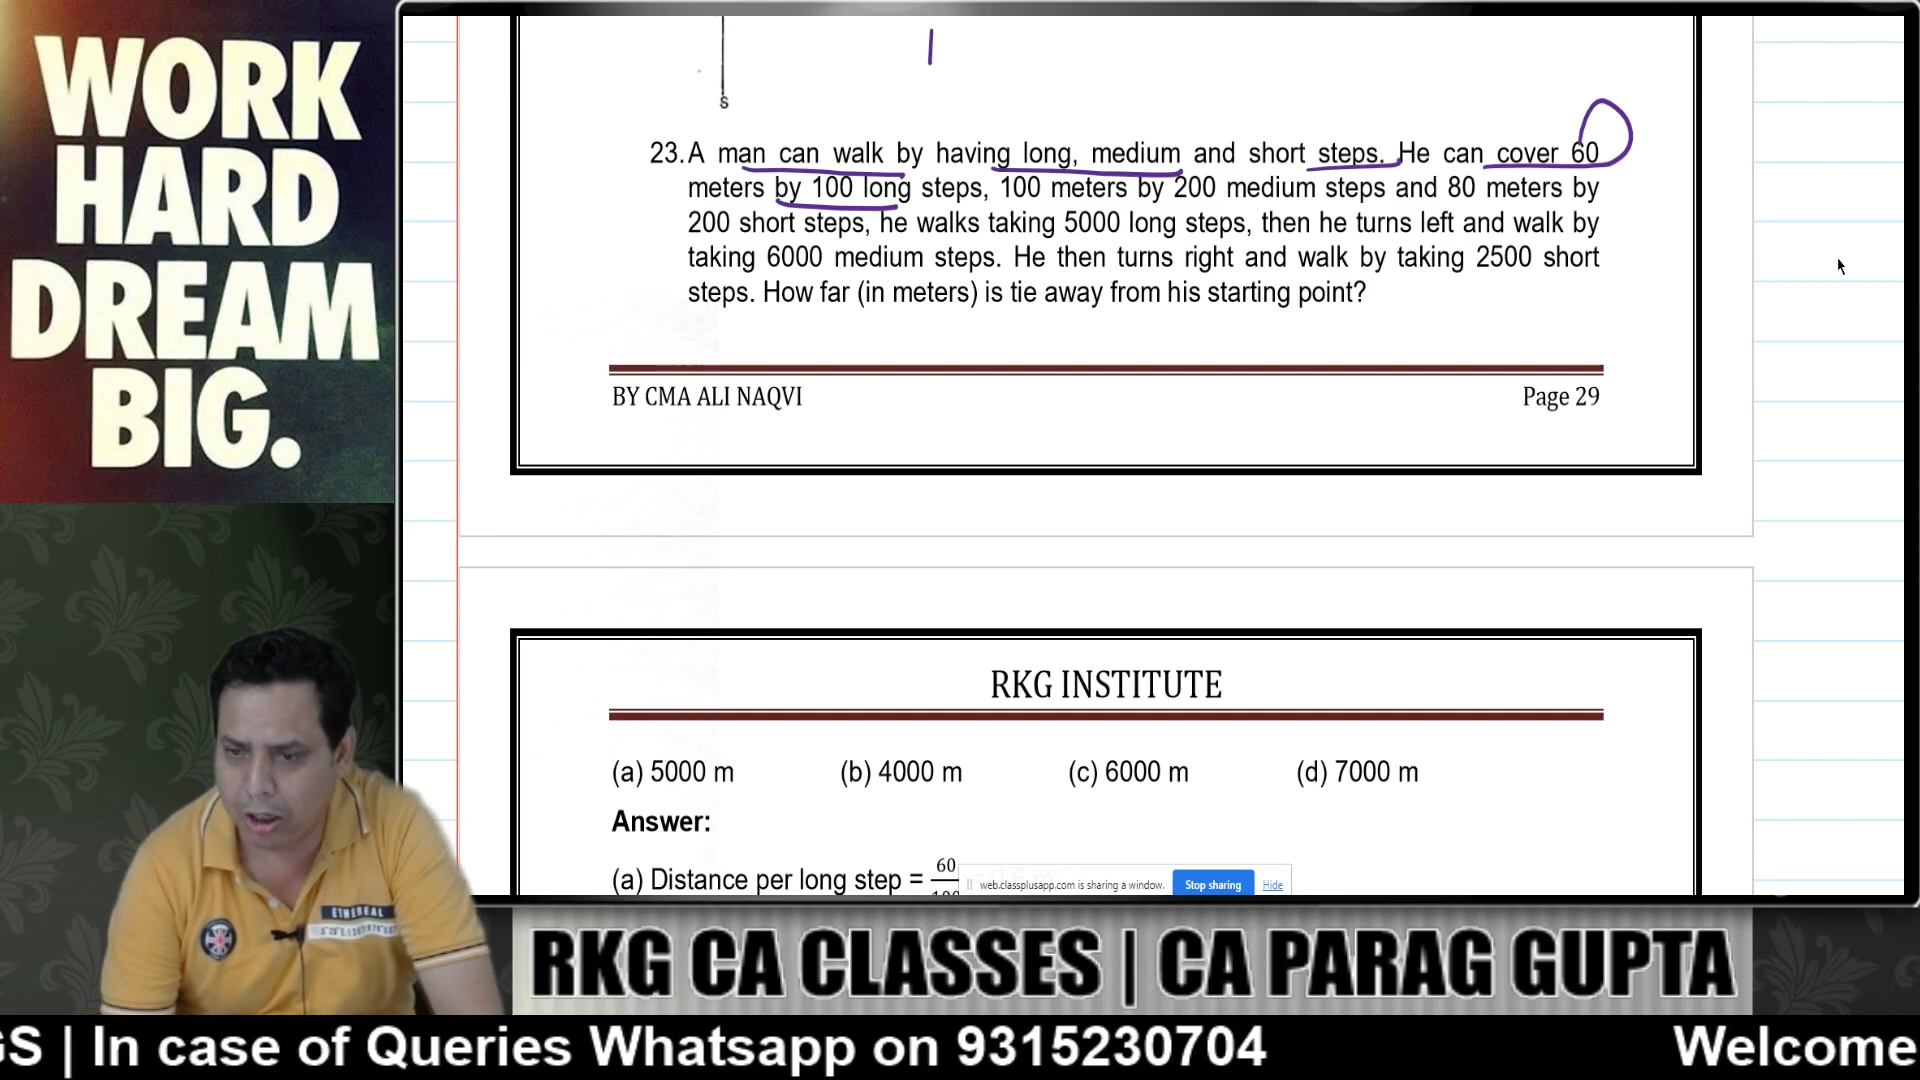 WORK
HARD
DREAM
BIG.
S
23. A man can walk by having long, medium and short steps. He can cover 60
meters by 100 long steps, 100 meters by 200 medium steps and 80 meters by
200 short steps, he walks taking 5000 long steps, then he turns left and walk by
taking 6000 medium steps. He then turns right and walk by taking 2500 short
steps. How far (in meters) is tie away from his starting point?
BY CMA ALI NAQVI Page 29
RKG INSTITUTE
(a) 5000 m (b) 4000 m (c) 6000 m (d) 7000 m
Answer:
(a) Distance per long step = 60
web.classplusapp.com is sharing a window. Stop sharing Hide
ETHEREAL
RKG CA CLASSES | CA PARAG GUPTA
GS | In case of Queries Whatsapp on 9315230704 Welcome